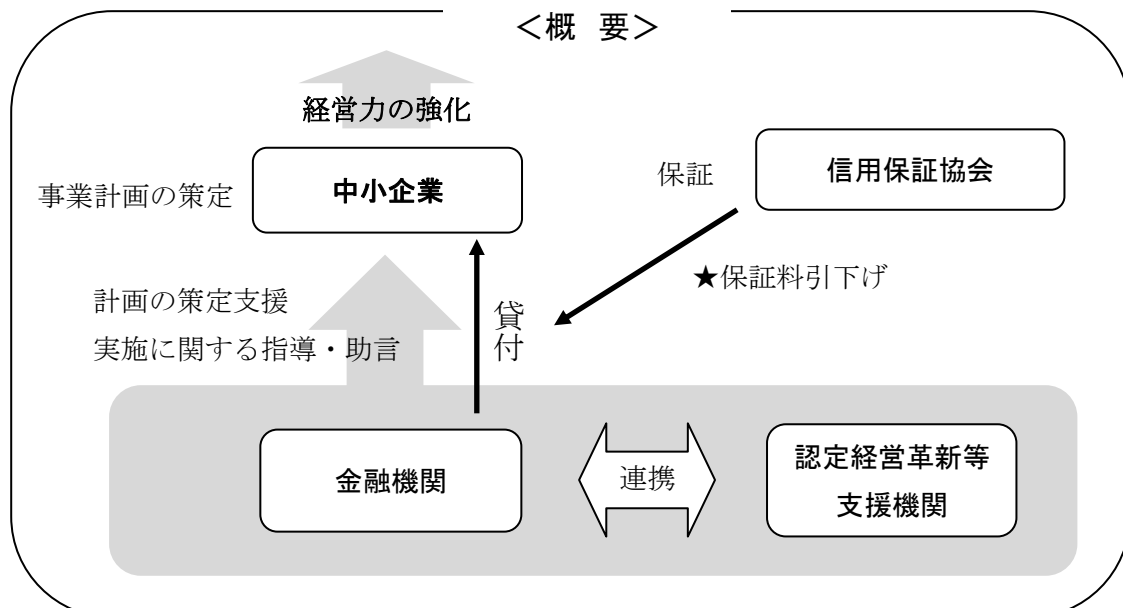 ＜概 要＞
経営力の強化
事業計画の策定
中小企業
保証
信用保証協会
★保証料引下げ
計画の策定支援
実施に関する指導・助言
貸付
金融機関
連携
認定経営革新等
支援機関